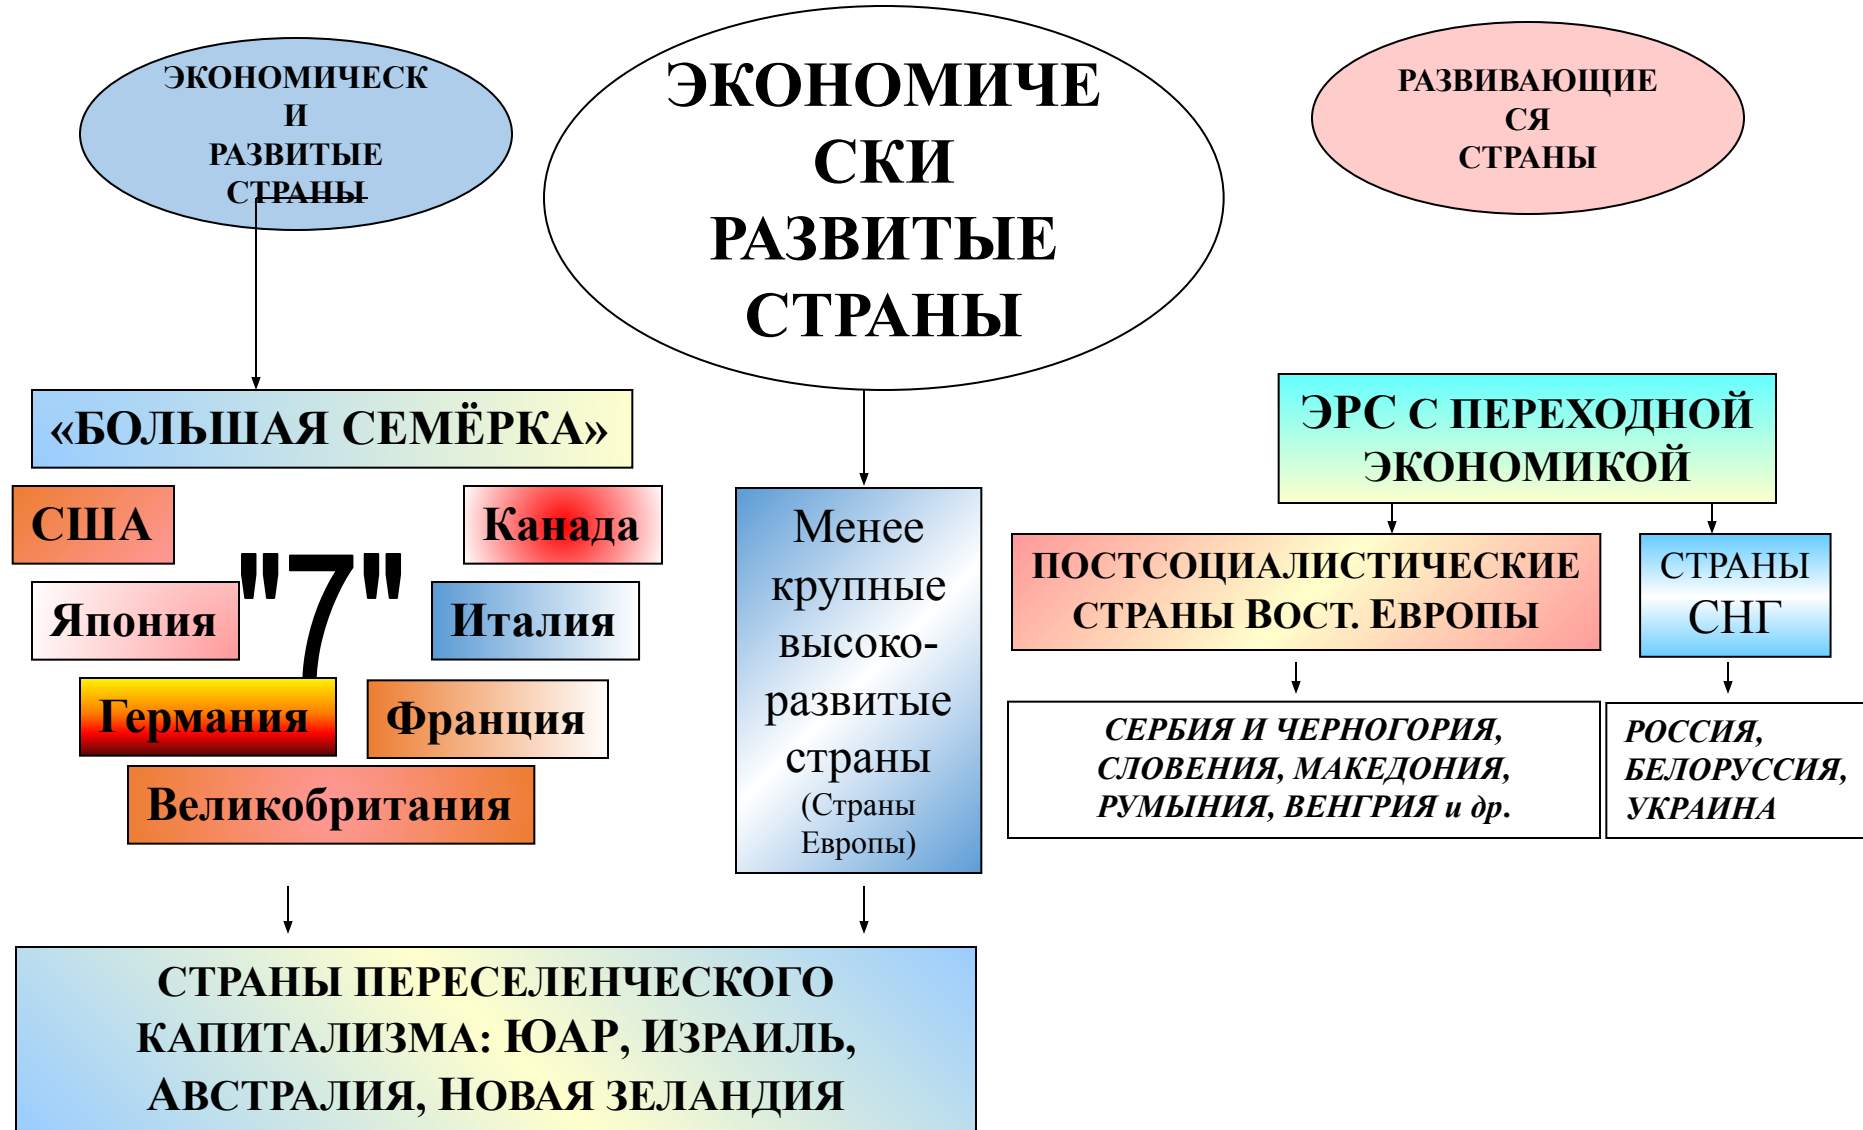 ЭКОНОМИЧЕСК
И
РАЗВИТЫЕ
СТРАНЫ
ЭКОНОМИЧЕ
СКИ
РАЗВИТЫЕ
СТРАНЫ
РАЗВИВАЮЩИЕ
СЯ
СТРАНЫ
«БОЛЬШАЯ СЕМЁРКА»
США
Канада
"7"
Япония
Италия
Германия
Франция
Великобритания
Менее
крупные
высоко-
развитые
страны
(Страны
Европы)
ЭРС С ПЕРЕХОДНОЙ
ЭКОНОМИКОЙ
ПОСТСОЦИАЛИСТИЧЕСКИЕ
СТРАНЫ ВОСТ. ЕВРОПЫ
СТРАНЫ
СНГ
СЕРБИЯ И ЧЕРНОГОРИЯ,
СЛОВЕНИЯ, МАКЕДОНИЯ,
РУМЫНИЯ, ВЕНГРИЯ и др.
РОССИЯ,
БЕЛОРУССИЯ,
УКРАИНА
СТРАНЫ ПЕРЕСЕЛЕНЧЕСКОГО
КАПИТАЛИЗМА: ЮАР, ИЗРАИЛЬ,
АВСТРАЛИЯ, НОВАЯ ЗЕЛАНДИЯ